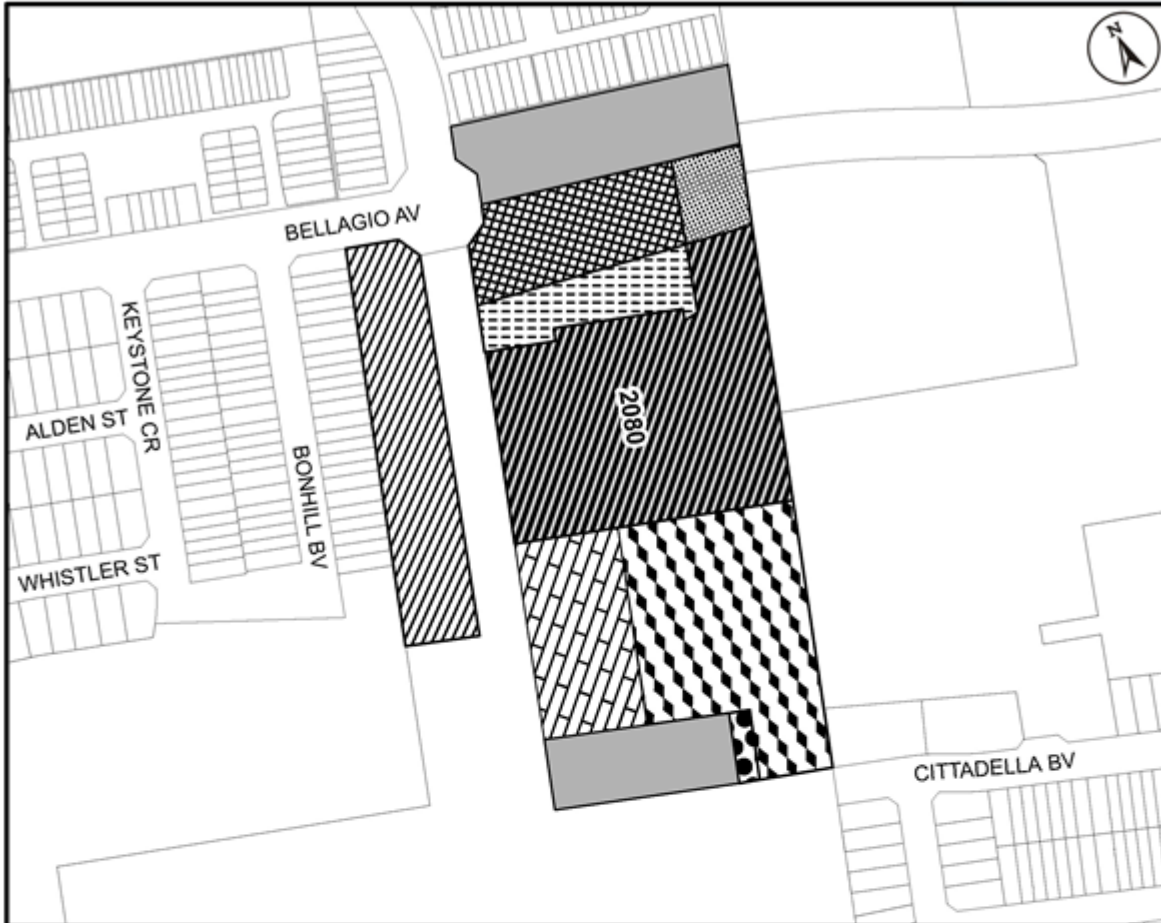 N
BELLAGIO AV
KEYSTONE CR
ALDEN ST
2080
BONHILL BV
WHISTLER ST
CITTADELLA BV